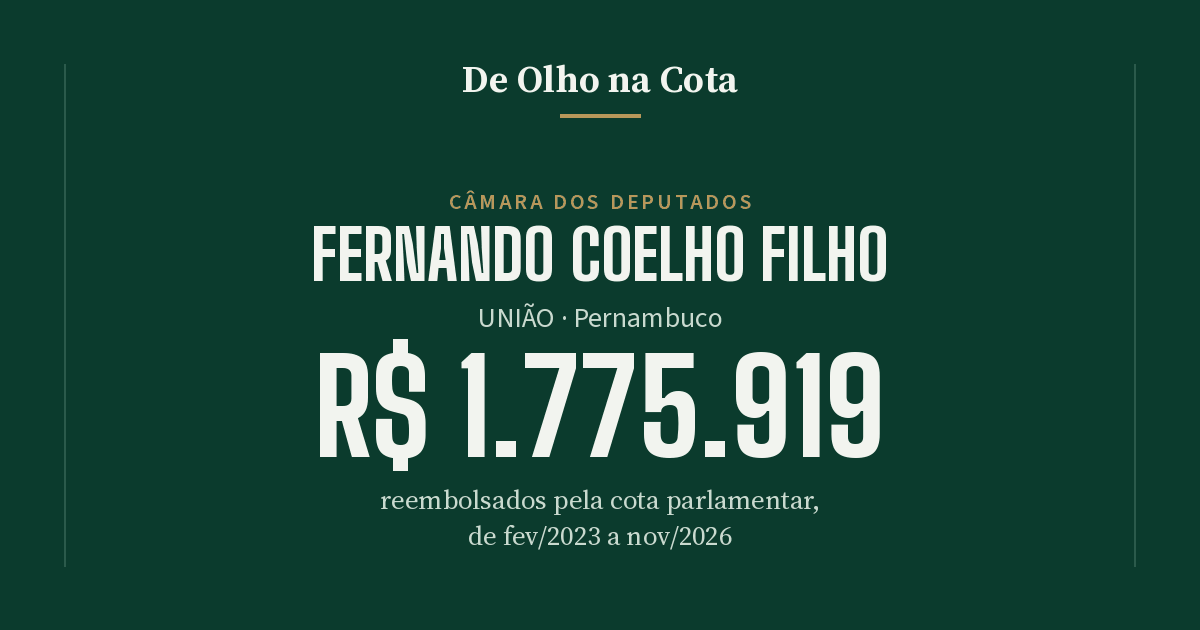 De Olho na Cota
CÂMARA DOS DEPUTADOS
FERNANDO COELHO FILHO
UNIÃO · Pernambuco
R$ 1.775.919
reembolsados pela cota parlamentar,
de fev/2023 a nov/2026